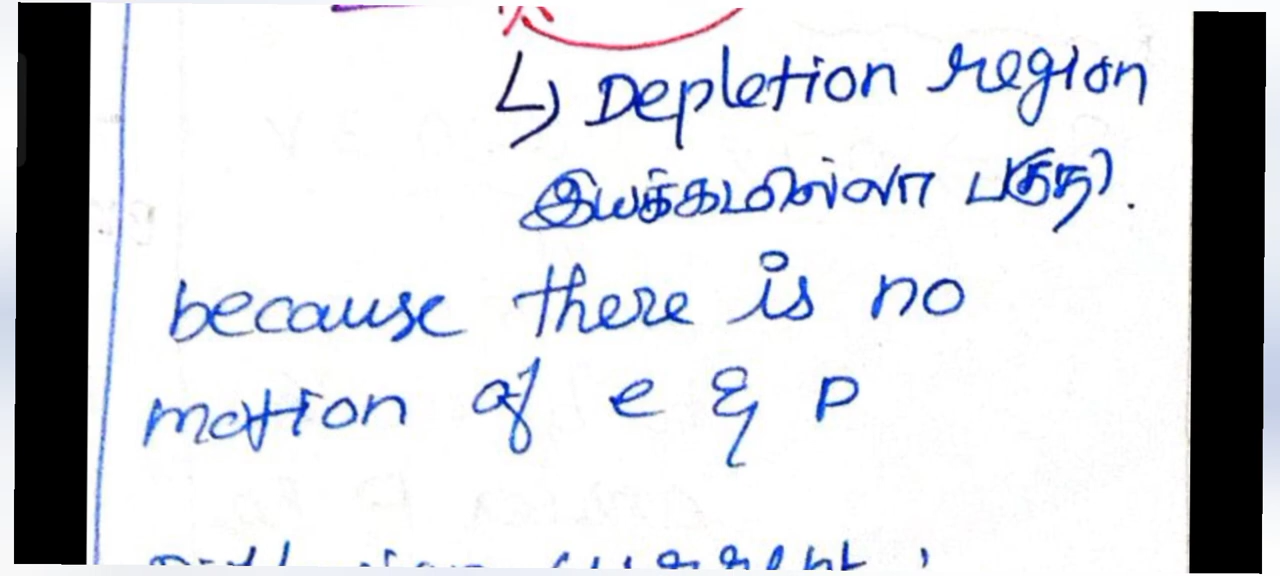 ↳ Depletion region
இயக்கமில்லா பகுதி.
because there is no
motion of e & p